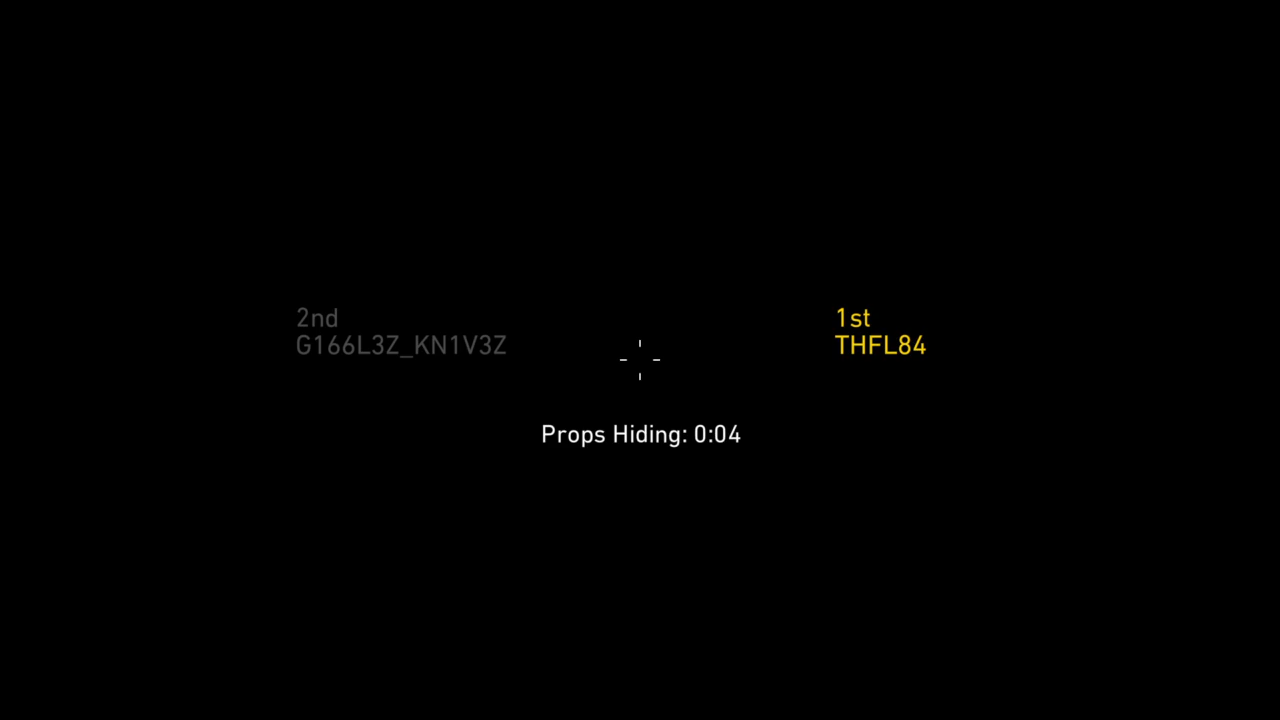 2nd
G166L3Z_KN1V3Z
1st
THFL84
Props Hiding: 0:04